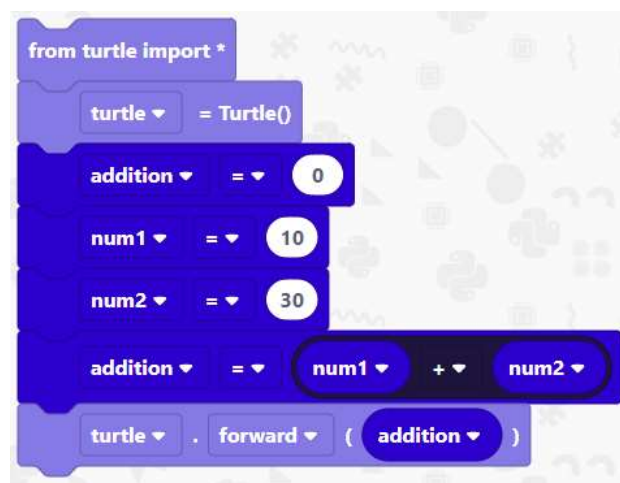 from turtle import *
turtle = Turtle()
addition = 0
num1 = 10
num2 = 30
addition = num1 + num2
turtle . forward ( addition )